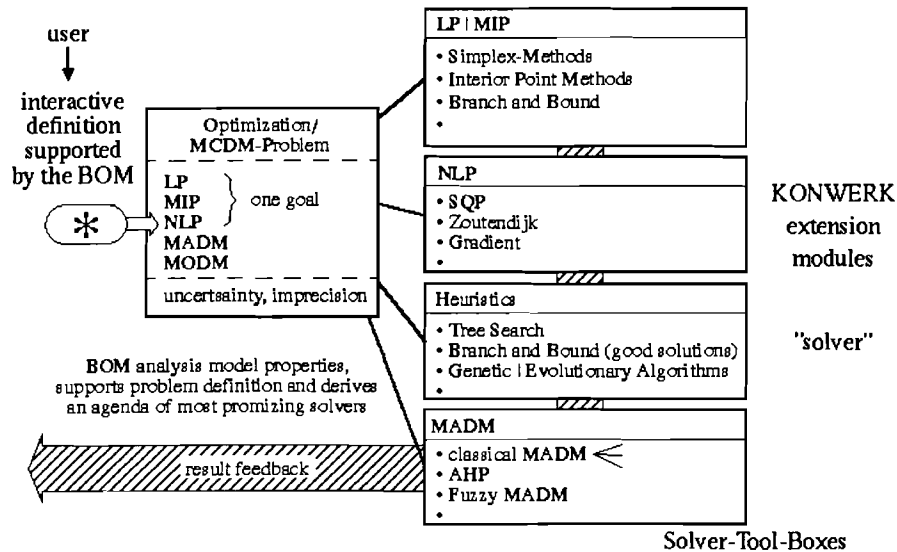 user
interactive
definition
supported
by the BOM
*
Optimization/
MCDM-Problem
LP
MIP
NLP
one goal
MADM
MODM
uncertsainty, imprecision
BOM analysis model properties,
supports problem definition and derives
an agenda of most promizing solvers
result feedback
LP | MIP
• Simplex-Methods
• Interior Point Methods
• Branch and Bound
•
NLP
• SQP
• Zoutendijk
• Gradient
•
Heuristics
• Tree Search
• Branch and Bound (good solutions)
• Genetic | Evolutionary Algorithms
•
MADM
• classical MADM
• AHP
• Fuzzy MADM
•
KONWERK
extension
modules
"solver"
Solver-Tool-Boxes